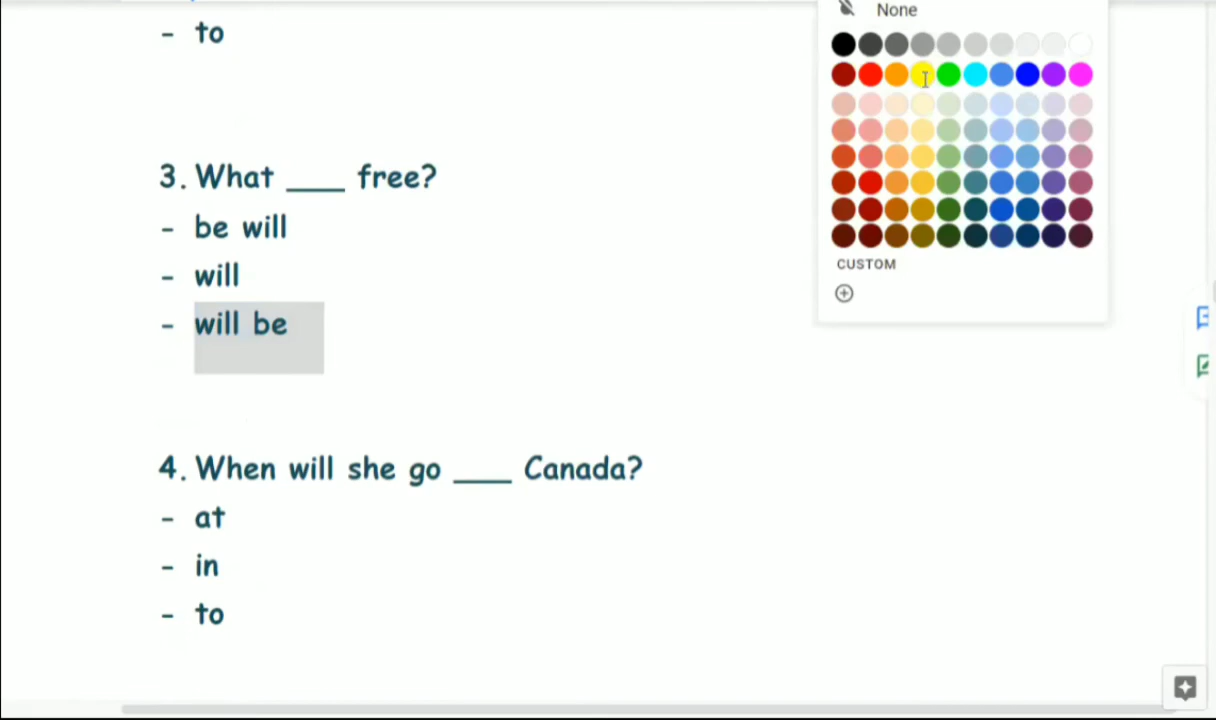 - to
None
3. What ____ free?
- be will
- will
- will be
CUSTOM
4. When will she go ____ Canada?
- at
- in
- to